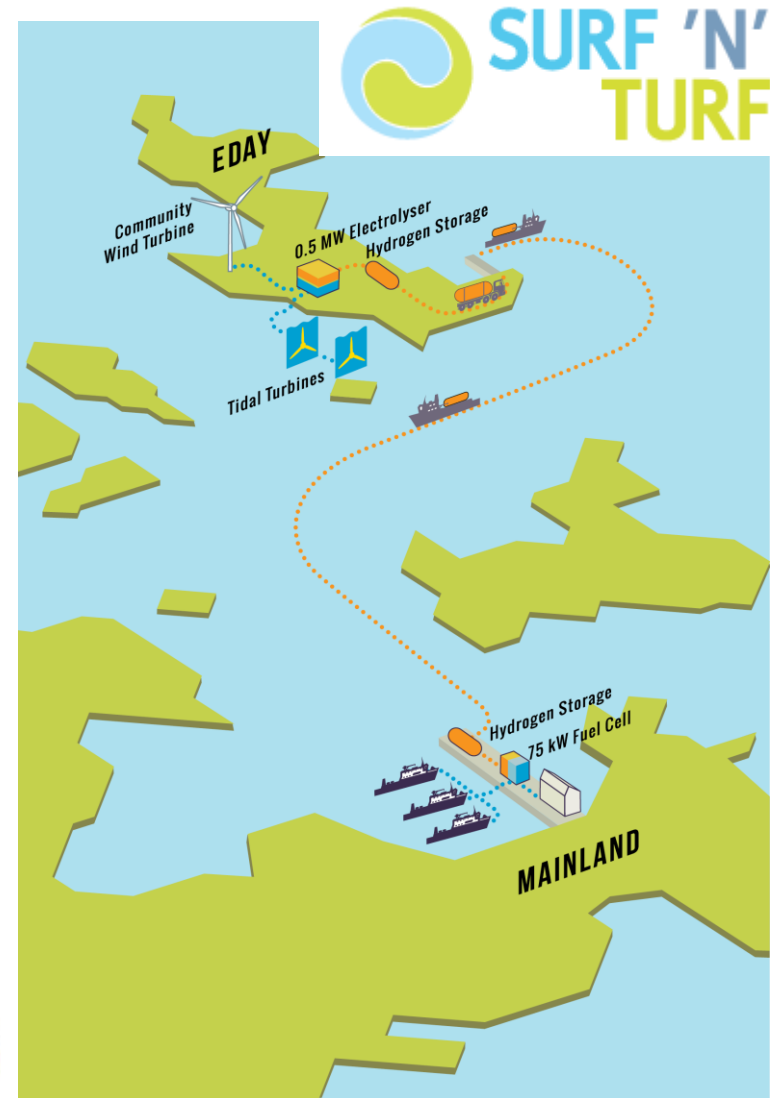 SURF 'N'
TURF
EDAY
Community
Wind Turbine
0.5 MW Electrolyser
Hydrogen Storage
Tidal Turbines
Hydrogen Storage
75 kW Fuel Cell
MAINLAND